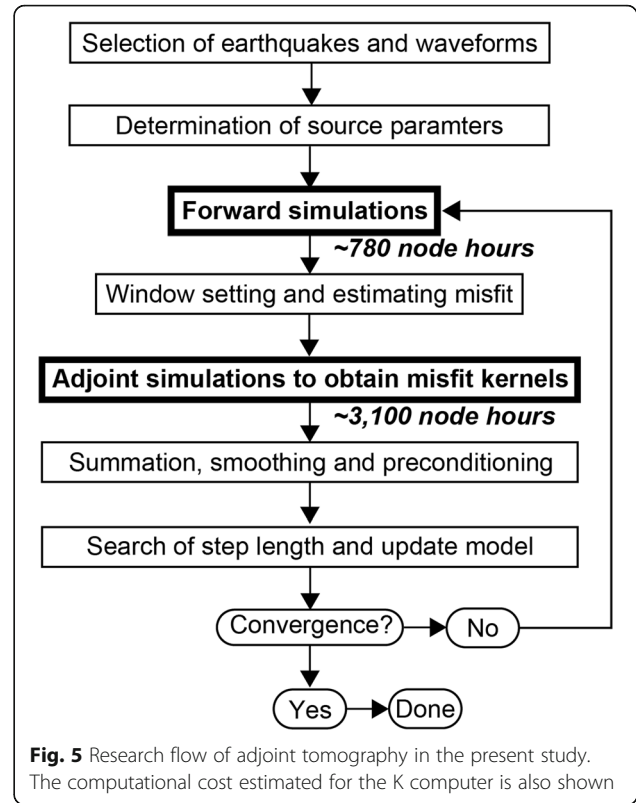 Selection of earthquakes and waveforms
Determination of source paramters
Forward simulations
~780 node hours
Window setting and estimating misfit
Adjoint simulations to obtain misfit kernels
~3,100 node hours
Summation, smoothing and preconditioning
Search of step length and update model
Convergence? No
Yes Done
Fig. 5 Research flow of adjoint tomography in the present study.
The computational cost estimated for the K computer is also shown